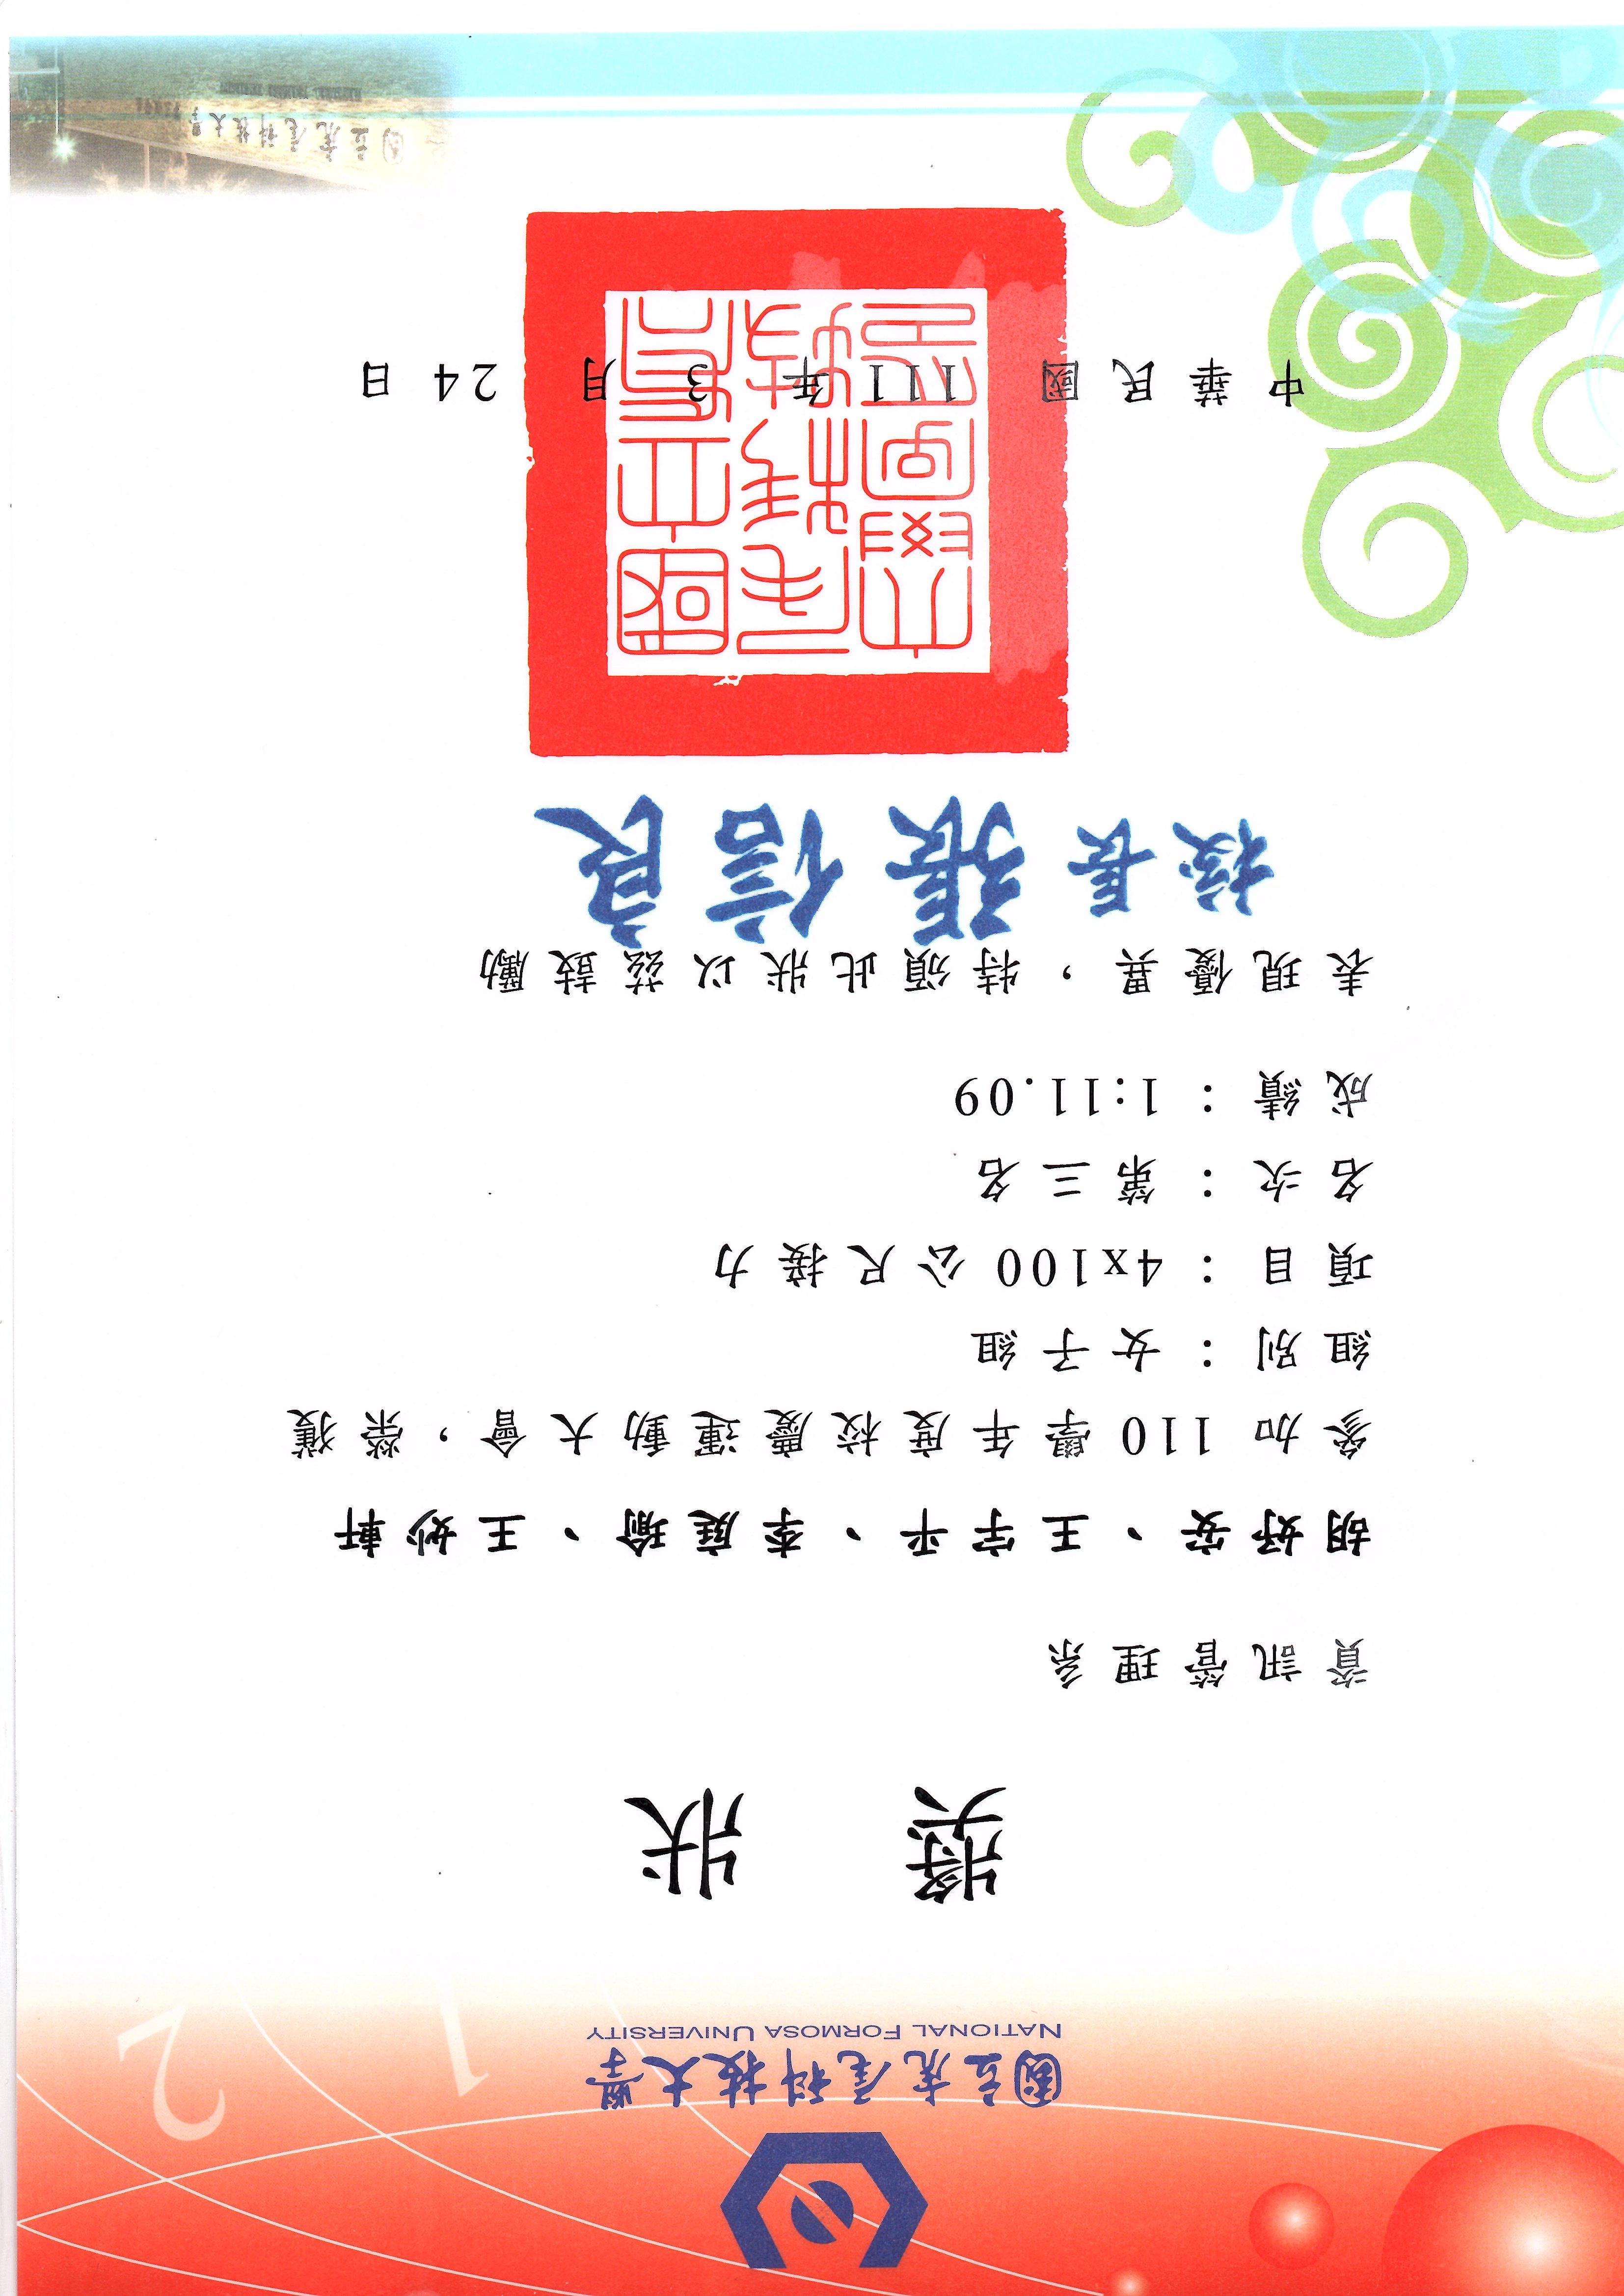 國立虎尾科技大學
NATIONAL FORMOSA UNIVERSITY
1 2
獎狀
資訊管理系
胡妤安、王宇平、李庭瑜、王妙軒
參加 110 學年度校慶運動大會，榮獲
組別：女子組
項目：4x100 公尺接力
名次：第三名
成績：1:11.09
表現優異，特頒此狀以茲鼓勵
校長 張信良
國立虎尾科技大學印
中華民國 111 年 3 月 24 日
國立虎尾科技大學